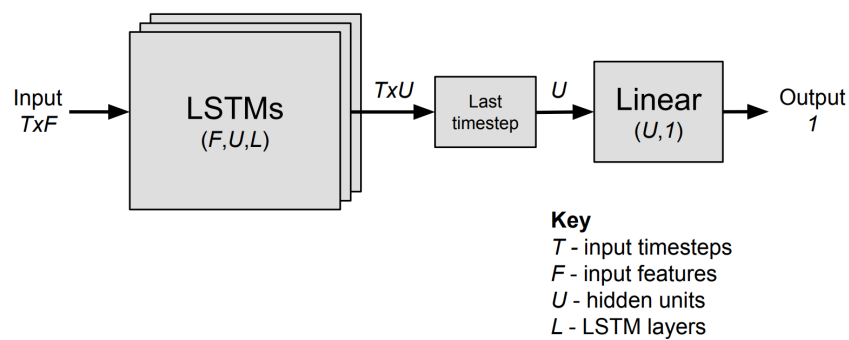 Input
TxF
LSTMs
(F,U,L)
TxU
Last
timestep
U
Linear
(U,1)
Output
1
Key
T - input timesteps
F - input features
U - hidden units
L - LSTM layers